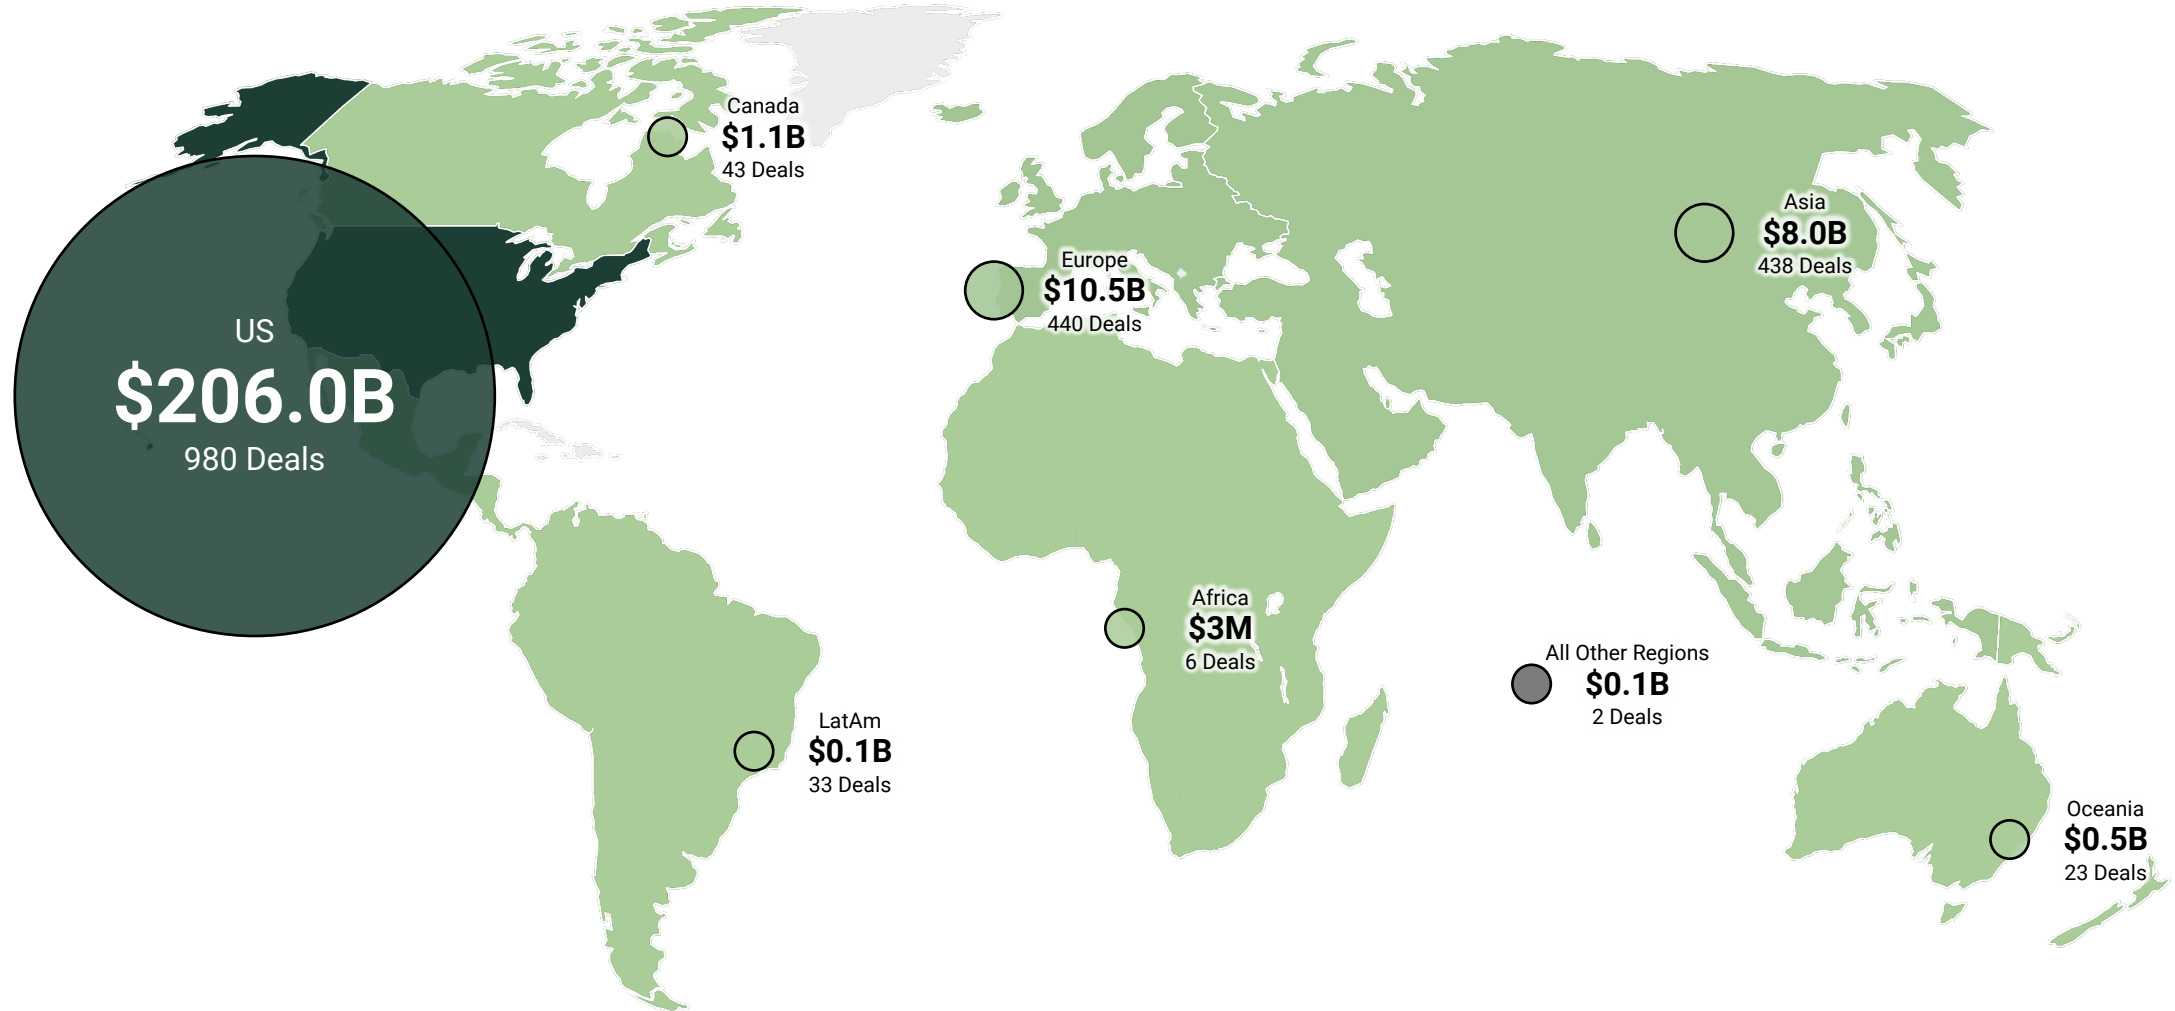 Canada
$1.1B
43 Deals
US
$206.0B
980 Deals
Europe
$10.5B
440 Deals
Asia
$8.0B
438 Deals
Africa
$3M
6 Deals
All Other Regions
$0.1B
2 Deals
LatAm
$0.1B
33 Deals
Oceania
$0.5B
23 Deals